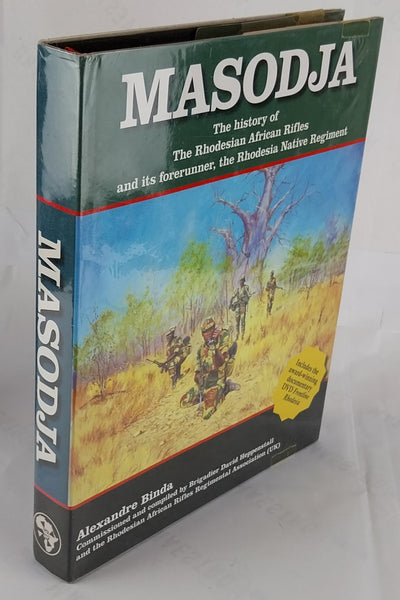 MASODJA
The history of
The Rhodesian African Rifles
and its forerunner, the Rhodesia Native Regiment
Includes the
award-winning
documentary
DVD Frontline
Rhodesia
Alexandre Binda
Commissioned and compiled by Brigadier David Heppenstall
and the Rhodesian African Rifles Regimental Association (UK)
MASODJA